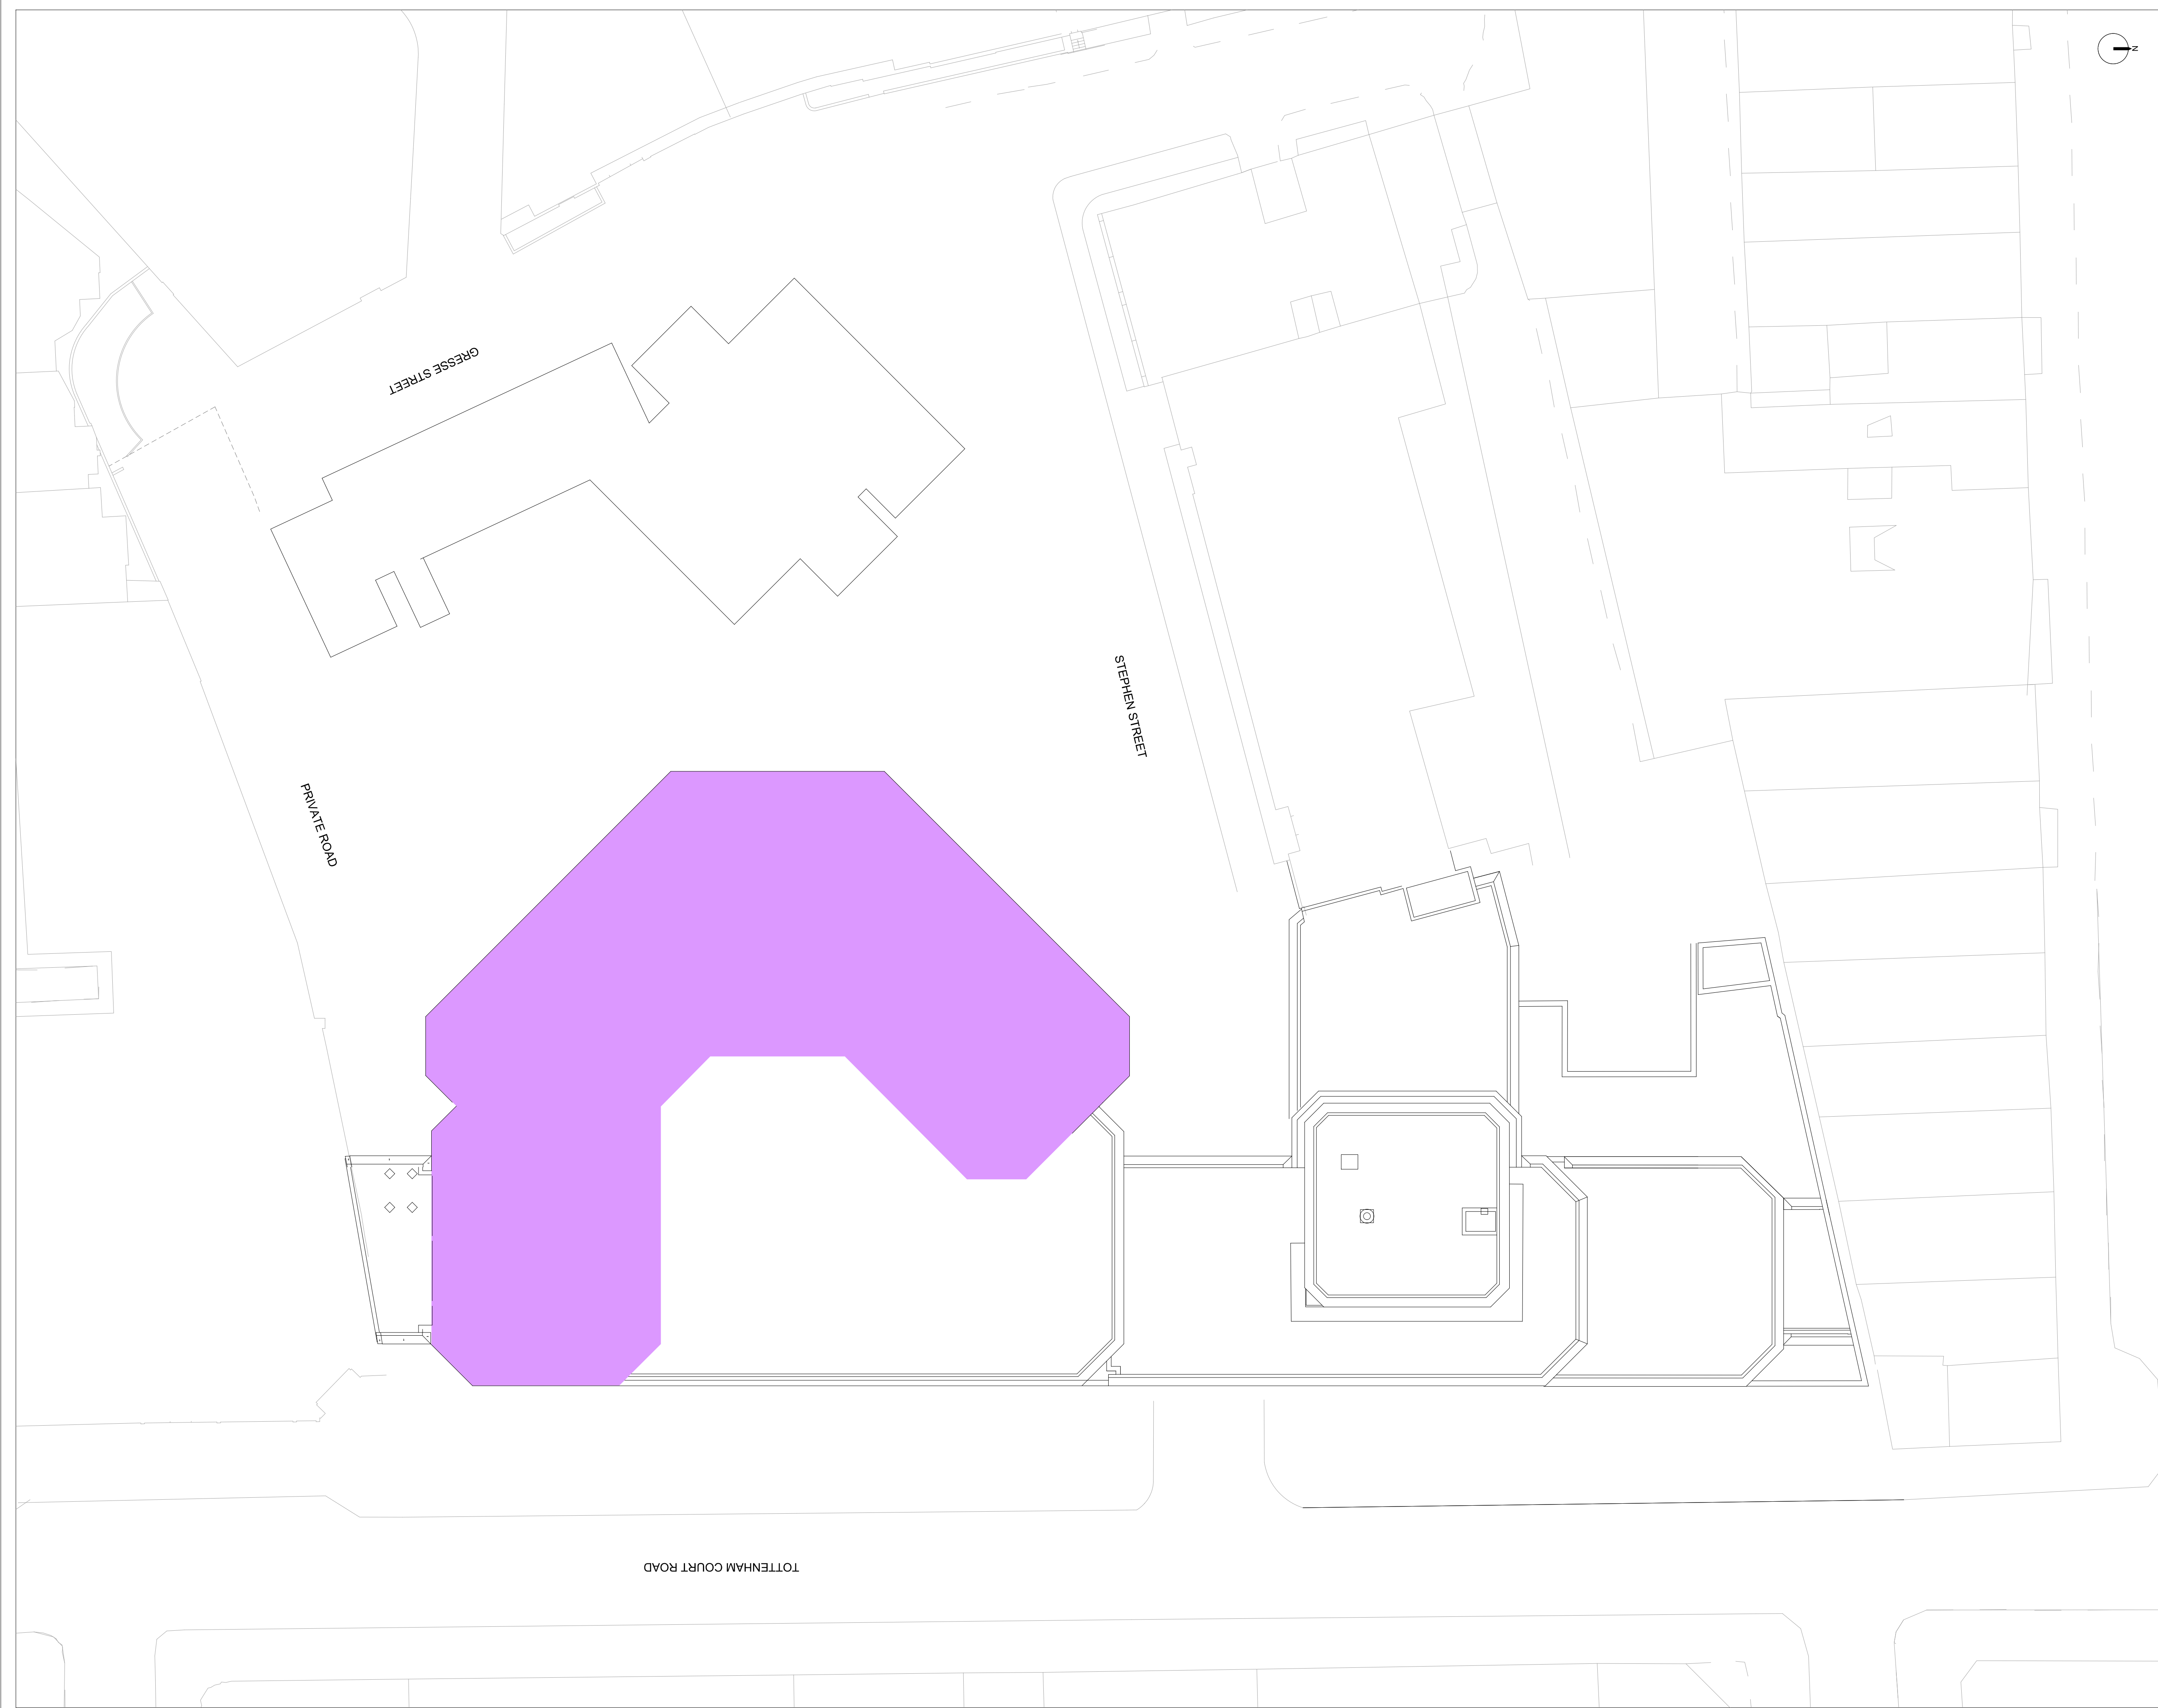 N
GRESSE STREET
STEPHEN STREET
PRIVATE ROAD
TOTTENHAM COURT ROAD